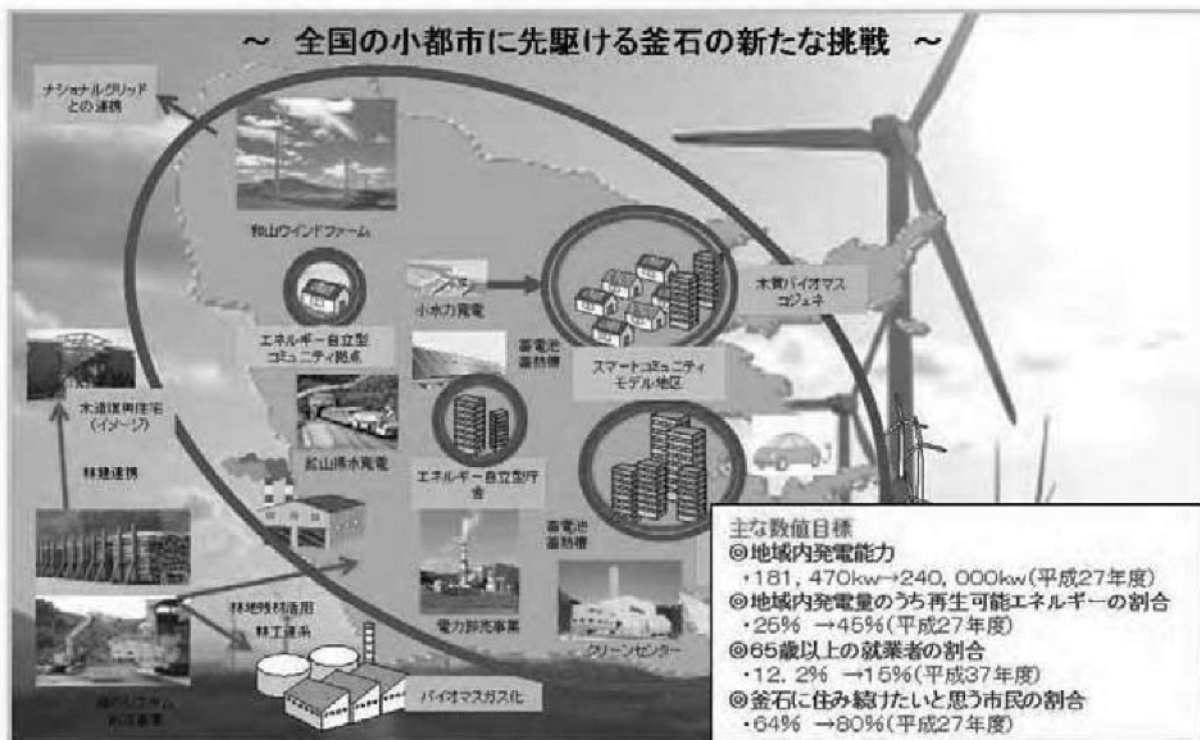 ～ 全国の小都市に先駆ける釜石の新たな挑戦 ～
ナショナルグリッド
との連携
和山ウインドファーム
エネルギー自立型
コミュニティ拠点
小水力発電
蓄電池
蓄熱槽
木質バイオマス
コジェネ
スマートコミュニティ
モデル地区
木造復興住宅
(イメージ)
鉱山排水発電
エネルギー自立型庁
舎
林建連携
蓄電池
蓄熱槽
林地残材活用
電力卸売事業
クリーンセンター
バイオマスガス化
主な数値目標
◎地域内発電能力
・181，470kw→240，000kw(平成27年度)
◎地域内発電量のうち再生可能エネルギーの割合
・25% →45%(平成27年度)
◎65歳以上の就業者の割合
・12．2% →15%(平成37年度)
◎釜石に住み続けたいと思う市民の割合
・64% →80%(平成27年度)